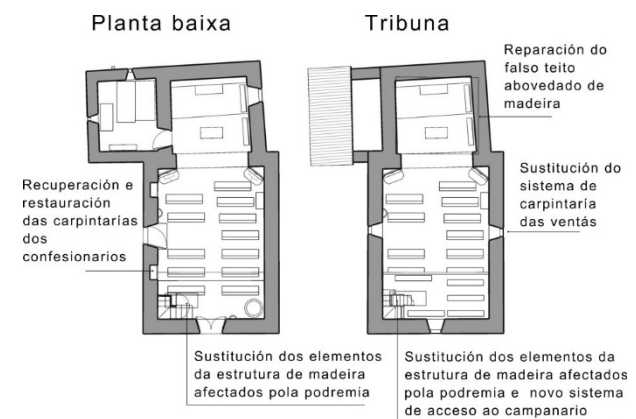 Planta baixa
Tribuna
Reparación do
falso teito
abovedado de
madeira
Recuperación e
restauración
das carpintarías
dos
confesionarios
Sustitución do
sistema de
carpintaría
das ventás
Sustitución dos elementos
da estrutura de madeira
afectados pola podremia
Sustitución dos elementos da
estrutura de madeira afectados
pola podremia e novo sistema
de acceso ao campanario